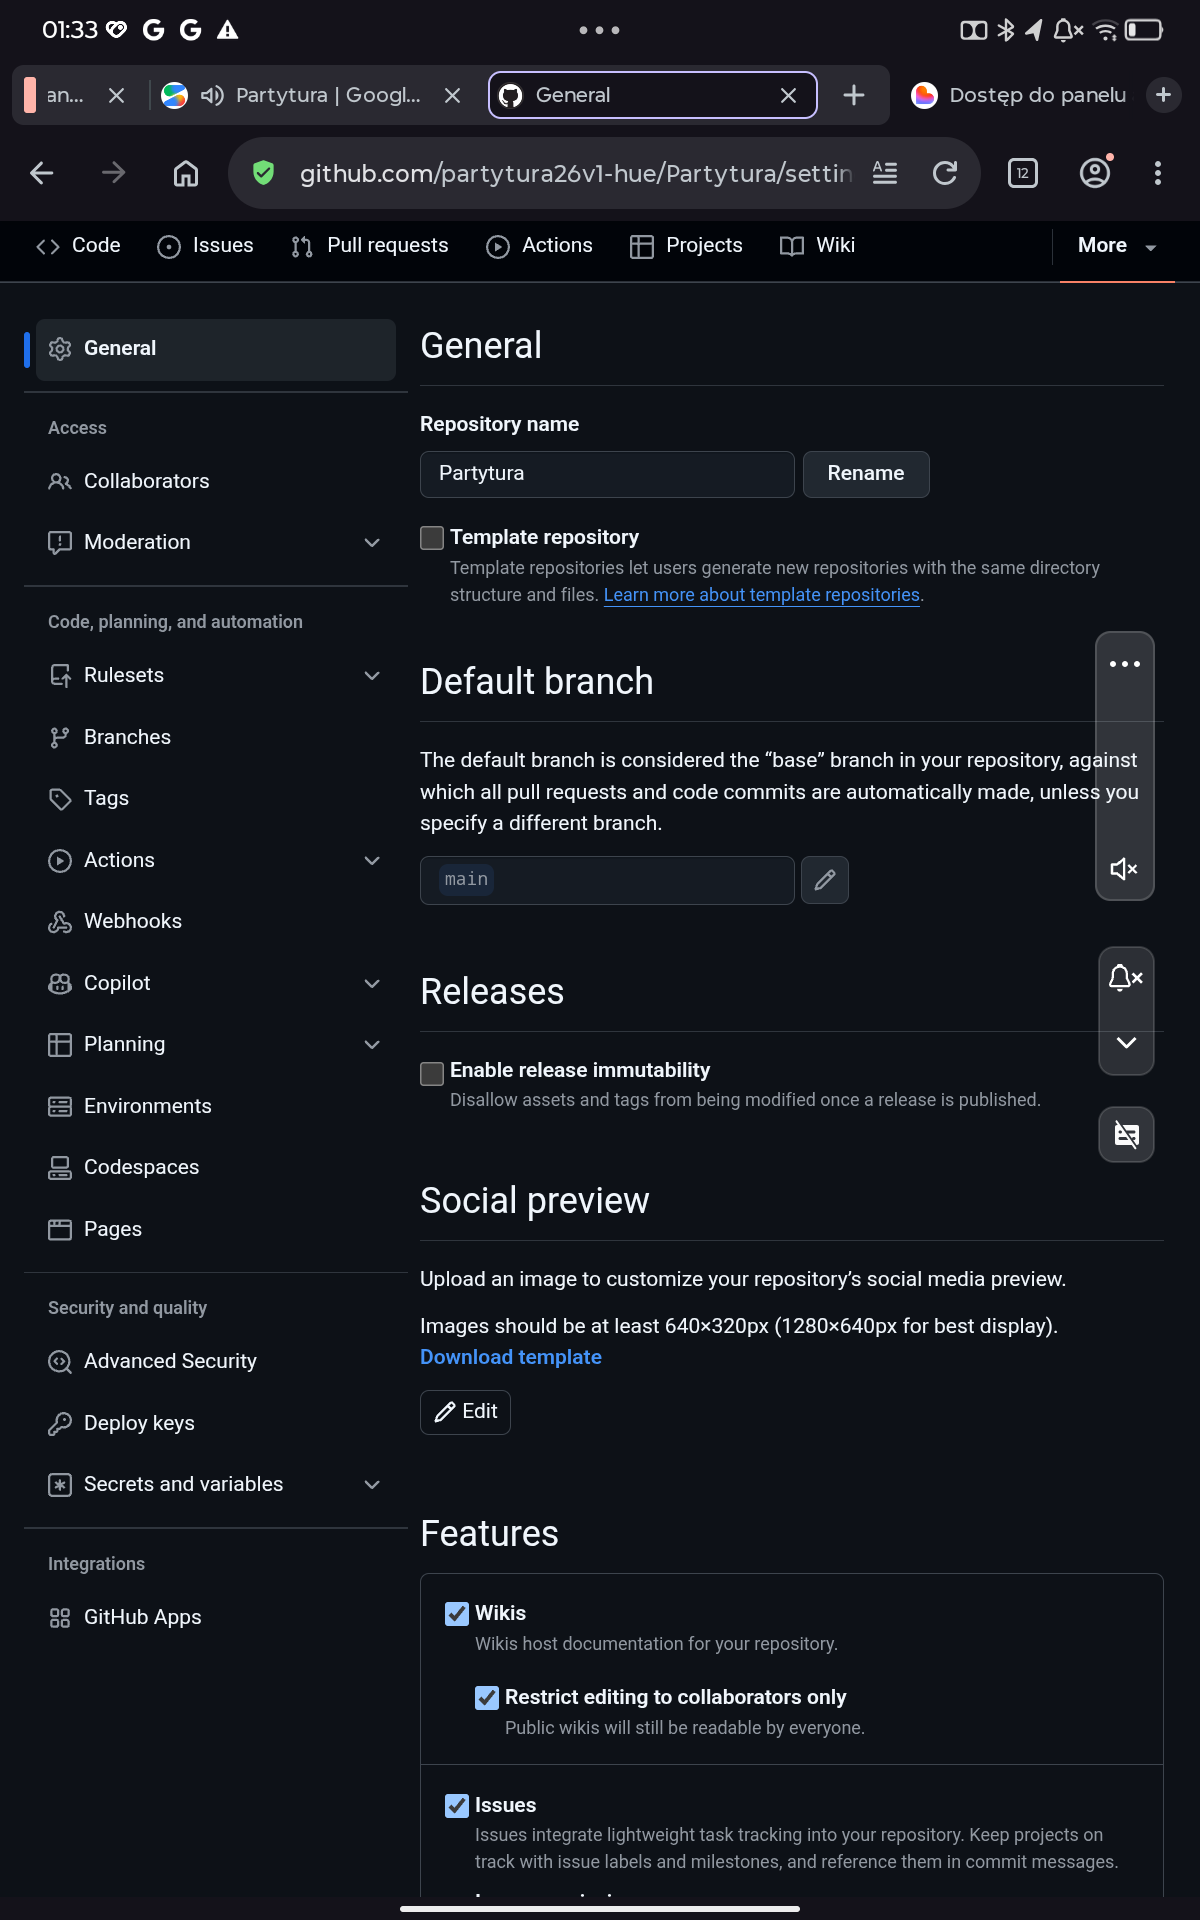 01:33
an...
Partytura | Googl...
General
Dostęp do panelu
github.com/partytura26v1-hue/Partytura/settin
12
Code
Issues
Pull requests
Actions
Projects
Wiki
More
General
Access
Collaborators
Moderation
Code, planning, and automation
Rulesets
Branches
Tags
Actions
Webhooks
Copilot
Planning
Environments
Codespaces
Pages
Security and quality
Advanced Security
Deploy keys
Secrets and variables
Integrations
GitHub Apps
General
Repository name
Partytura
Rename
Template repository
Template repositories let users generate new repositories with the same directory
structure and files. Learn more about template repositories.
Default branch
The default branch is considered the “base” branch in your repository, against
which all pull requests and code commits are automatically made, unless you
specify a different branch.
main
Releases
Enable release immutability
Disallow assets and tags from being modified once a release is published.
Social preview
Upload an image to customize your repository’s social media preview.
Images should be at least 640×320px (1280×640px for best display).
Download template
Edit
Features
Wikis
Wikis host documentation for your repository.
Restrict editing to collaborators only
Public wikis will still be readable by everyone.
Issues
Issues integrate lightweight task tracking into your repository. Keep projects on
track with issue labels and milestones, and reference them in commit messages.